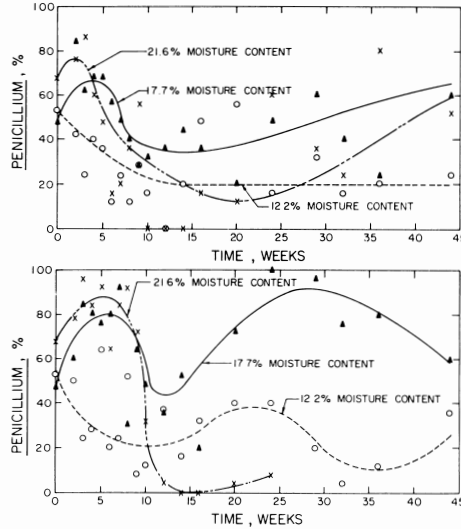 100
80
60
40
20
0
PENICILLIUM, %
21.6% MOISTURE CONTENT
17.7% MOISTURE CONTENT
12.2% MOISTURE CONTENT
0 5 10 15 20 25 30 35 40 45
TIME, WEEKS
100
80
60
40
20
0
PENICILLIUM, %
21.6% MOISTURE CONTENT
17.7% MOISTURE CONTENT
12.2% MOISTURE CONTENT
0 5 10 15 20 25 30 35 40 45
TIME, WEEKS